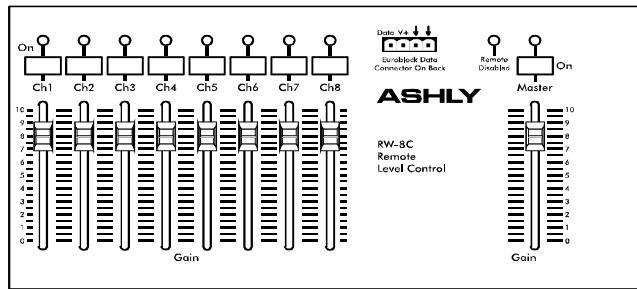 Data V+
On
Euroblock Data
Connector On Back
Remote
Disabled
On
Ch1 Ch2 Ch3 Ch4 Ch5 Ch6 Ch7 Ch8
Master
ASHLY
RW-8C
Remote
Level Control
10
9
8
7
6
5
4
3
2
1
0
Gain
10
9
8
7
6
5
4
3
2
1
0
Gain